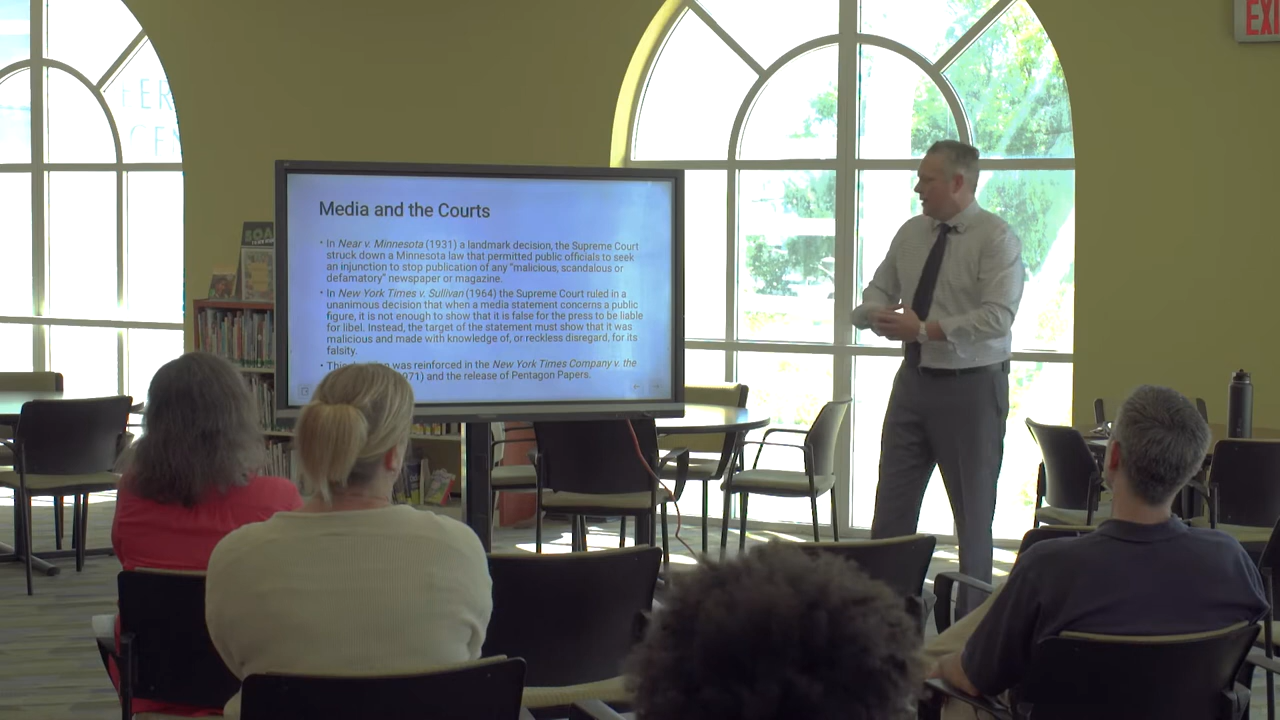 EXI
Media and the Courts
• In Near v. Minnesota (1931) a landmark decision, the Supreme Court
struck down a Minnesota law that permitted public officials to seek
an injunction to stop publication of any "malicious, scandalous or
defamatory" newspaper or magazine.
• In New York Times v. Sullivan (1964) the Supreme Court ruled in a
unanimous decision that when a media statement concerns a public
figure, it is not enough to show that it is false for the press to be liable
for libel. Instead, the target of the statement must show that it was
malicious and made with knowledge of, or reckless disregard, for its
falsity.
• was reinforced in the New York Times Company v. the
971) and the release of Pentagon Papers.